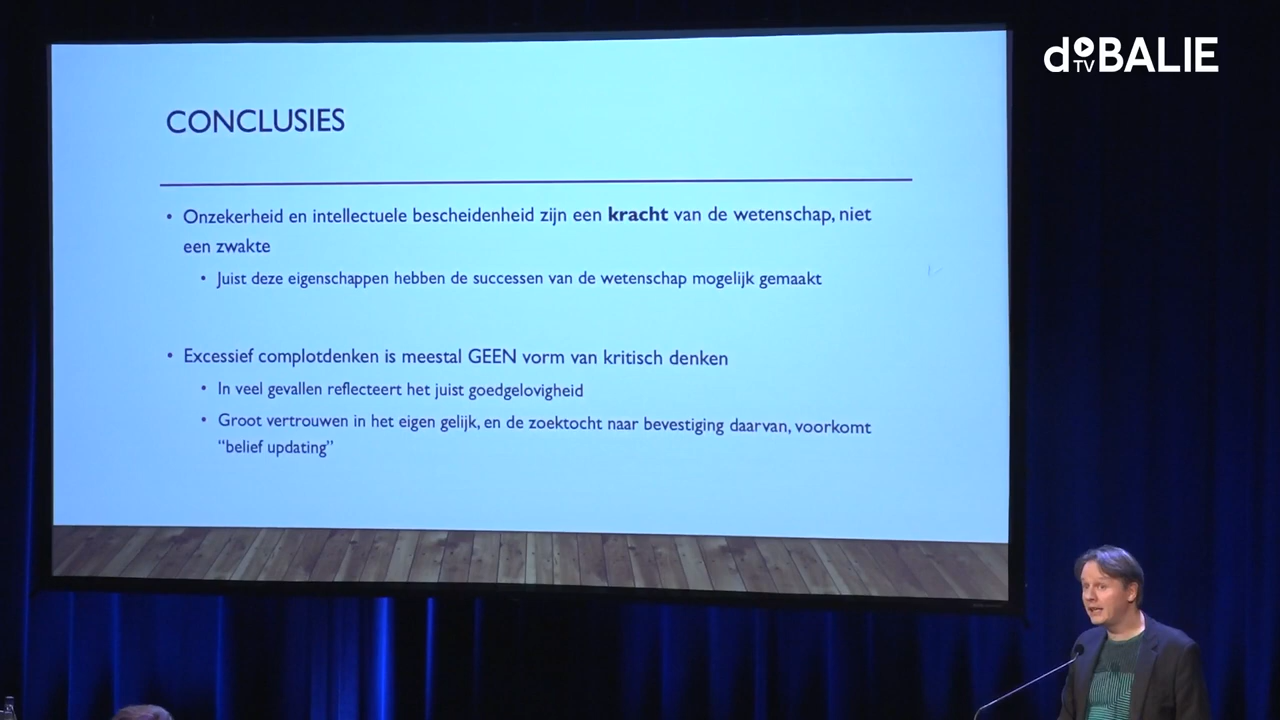 de BALIE
TV
CONCLUSIES
• Onzekerheid en intellectuele bescheidenheid zijn een kracht van de wetenschap, niet
een zwakte
• Juist deze eigenschappen hebben de successen van de wetenschap mogelijk gemaakt
• Excessief complotdenken is meestal GEEN vorm van kritisch denken
• In veel gevallen reflecteert het juist goedgelovigheid
• Groot vertrouwen in het eigen gelijk, en de zoektocht naar bevestiging daarvan, voorkomt
“belief updating”